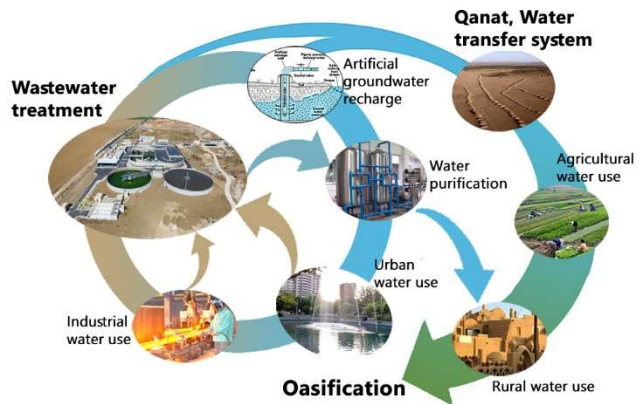 Qanat, Water
transfer system
Artificial
groundwater
recharge
Wastewater
treatment
Water
purification
Agricultural
water use
Urban
water use
Industrial
water use
Oasification
Rural water use